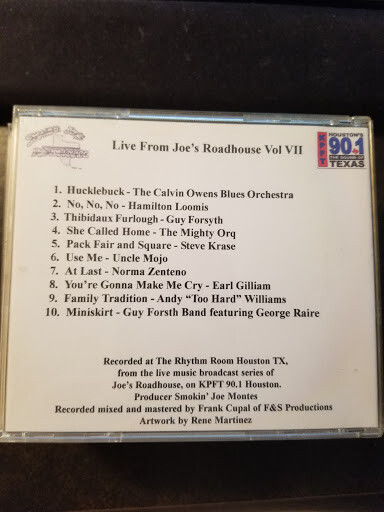 Live From Joe's Roadhouse Vol VII
KPFT
HOUSTON'S
90.1
THE SOUND OF
TEXAS
1. Hucklebuck - The Calvin Owens Blues Orchestra
2. No, No, No - Hamilton Loomis
3. Thibidaux Furlough - Guy Forsyth
4. She Called Home - The Mighty Orq
5. Pack Fair and Square - Steve Krase
6. Use Me - Uncle Mojo
7. At Last - Norma Zenteno
8. You're Gonna Make Me Cry - Earl Gilliam
9. Family Tradition - Andy "Too Hard" Williams
10. Miniskirt - Guy Forsth Band featuring George Raire
Recorded at The Rhythm Room Houston TX,
from the live music broadcast series of
Joe's Roadhouse, on KPFT 90.1 Houston.
Producer Smokin' Joe Montes
Recorded mixed and mastered by Frank Cupal of F&S Productions
Artwork by Rene Martinez